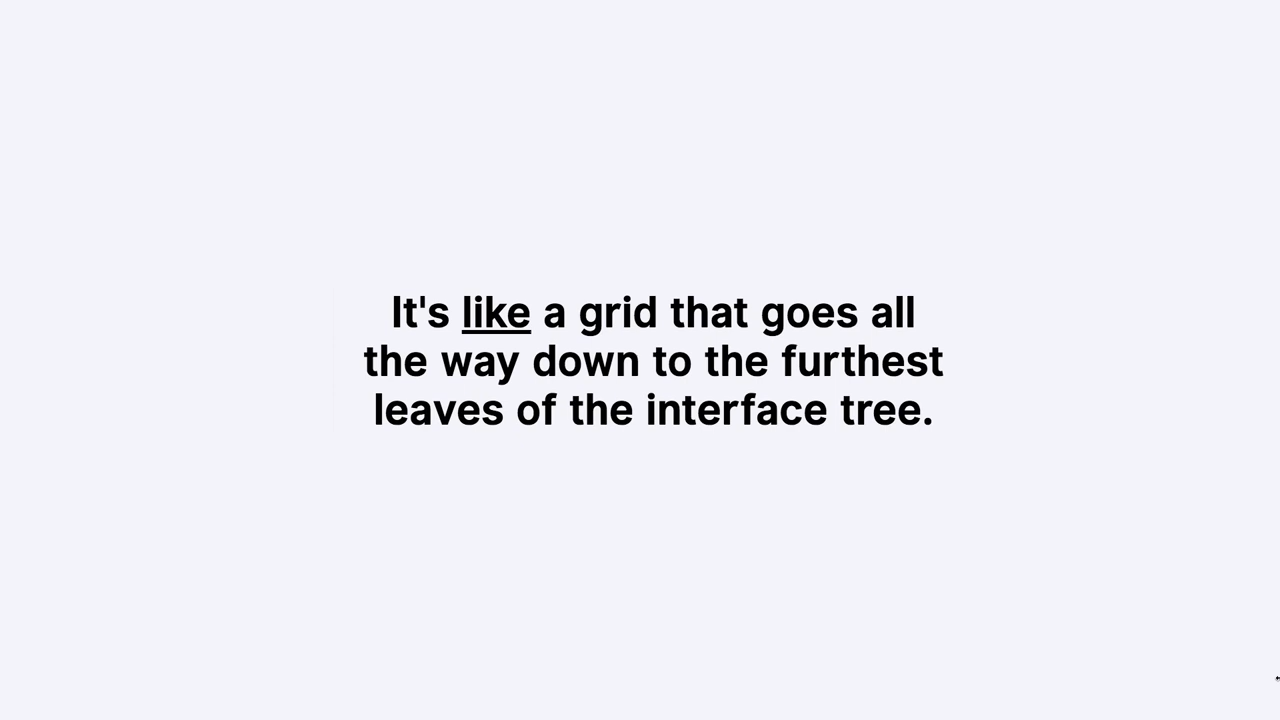 It's like a grid that goes all
the way down to the furthest
leaves of the interface tree.